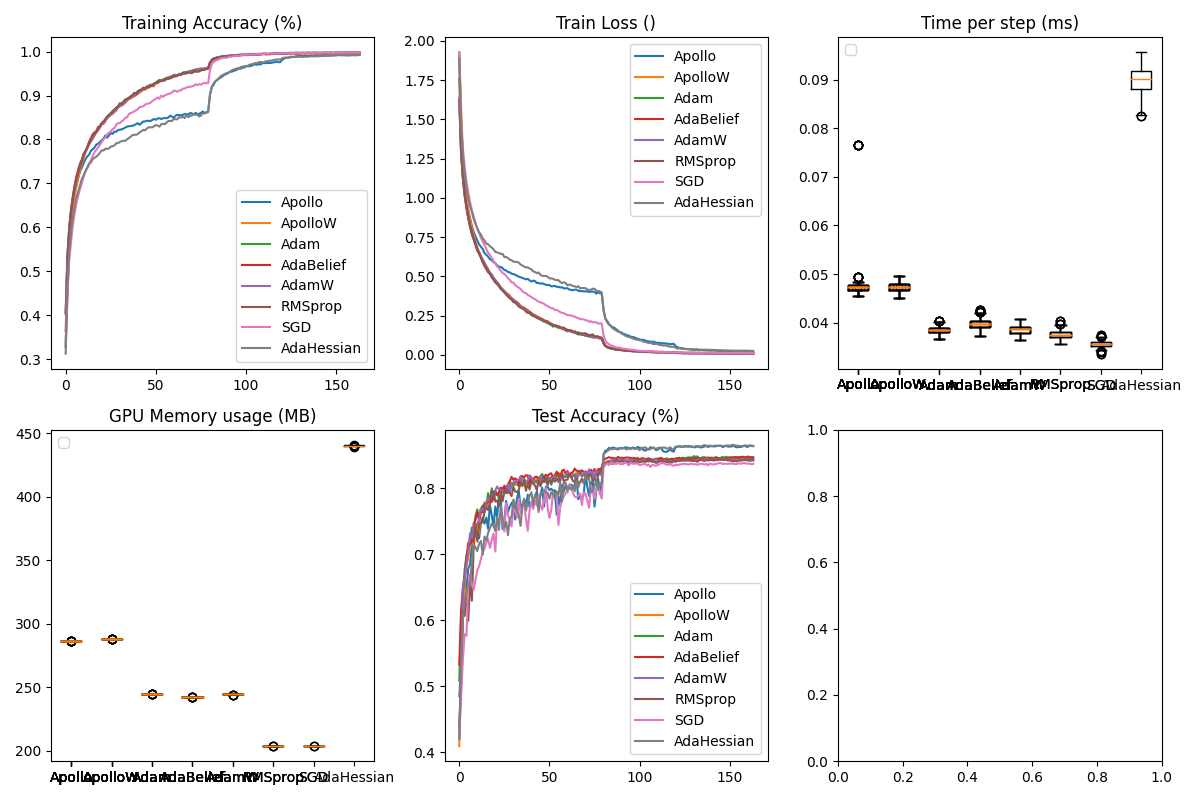 Training Accuracy (%)
1.0
0.9
0.8
0.7
0.6
0.5
0.4
0.3
0
50
100
150
Apollo
ApolloW
Adam
AdaBelief
AdamW
RMSprop
SGD
AdaHessian
Train Loss ()
2.00
1.75
1.50
1.25
1.00
0.75
0.50
0.25
0.00
0
50
100
150
Apollo
ApolloW
Adam
AdaBelief
AdamW
RMSprop
SGD
AdaHessian
Time per step (ms)
0.09
0.08
0.07
0.06
0.05
0.04
Apollo ApolloW Adam AdaBelief AdamW RMSprop SGD AdaHessian
GPU Memory usage (MB)
450
400
350
300
250
200
Apollo ApolloW Adam AdaBelief AdamW RMSprop SGD AdaHessian
Test Accuracy (%)
0.8
0.7
0.6
0.5
0.4
0
50
100
150
Apollo
ApolloW
Adam
AdaBelief
AdamW
RMSprop
SGD
AdaHessian
1.0
0.8
0.6
0.4
0.2
0.0
0.0
0.2
0.4
0.6
0.8
1.0